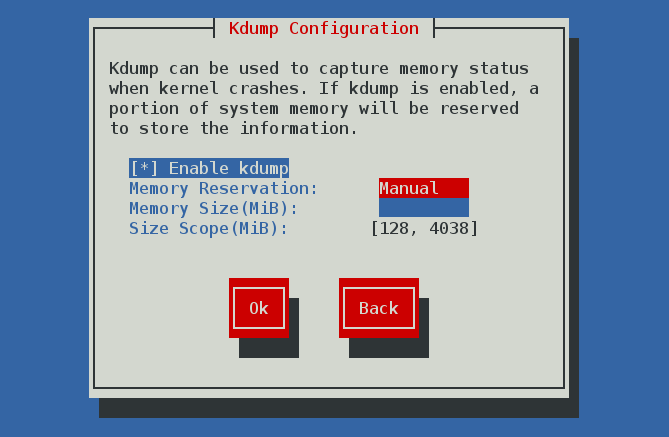 Kdump Configuration
Kdump can be used to capture memory status
when kernel crashes. If kdump is enabled, a
portion of system memory will be reserved
to store the information.
[*] Enable kdump
Memory Reservation: Manual
Memory Size(MiB):
Size Scope(MiB): [128, 4038]
Ok Back